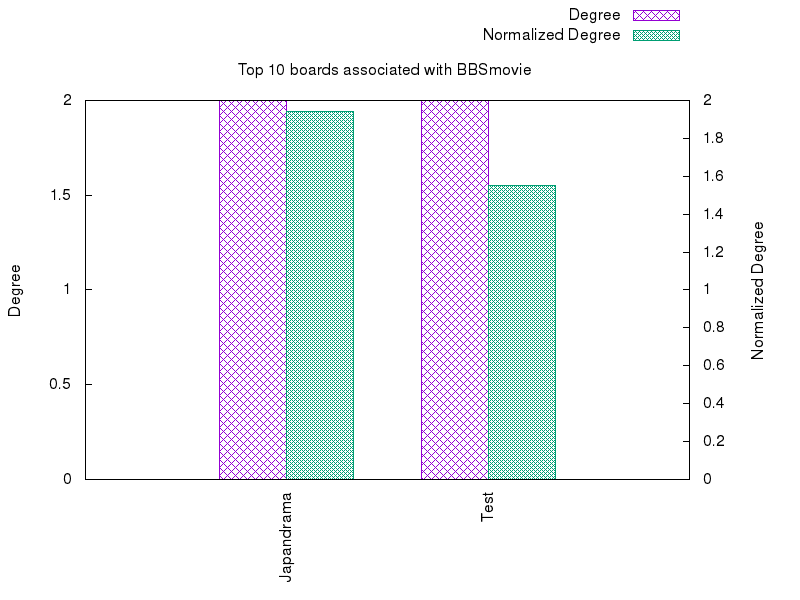 Degree
Normalized Degree
Top 10 boards associated with BBSmovie
2
1.5
1
0.5
0
Degree
2
1.8
1.6
1.4
1.2
1
0.8
0.6
0.4
0.2
0
Normalized Degree
Japandrama
Test